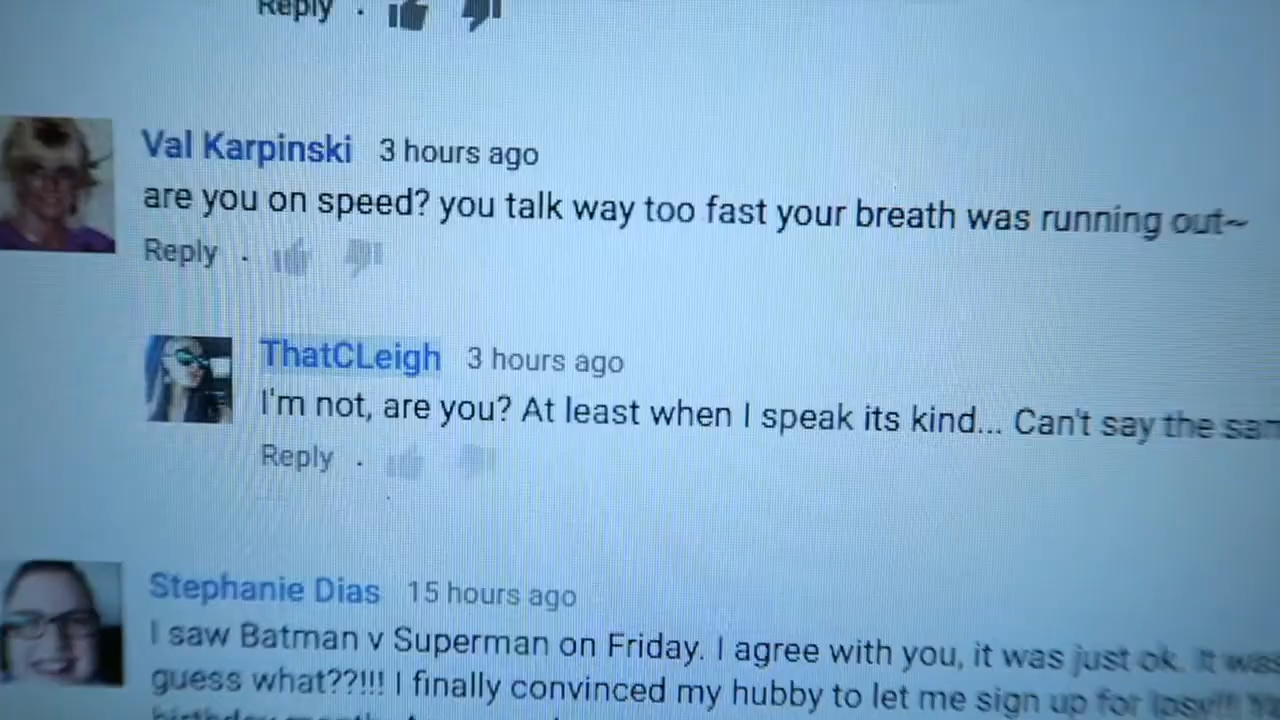 Reply .
Val Karpinski 3 hours ago
are you on speed? you talk way too fast your breath was running out~
Reply .
ThatCLeigh 3 hours ago
I'm not, are you? At least when I speak its kind... Can't say the
Reply .
Stephanie Dias 15 hours ago
I saw Batman v Superman on Friday. I agree with you, it was just ok. It was
guess what??!!! I finally convinced my hubby to let me sign up for Ipsy!!